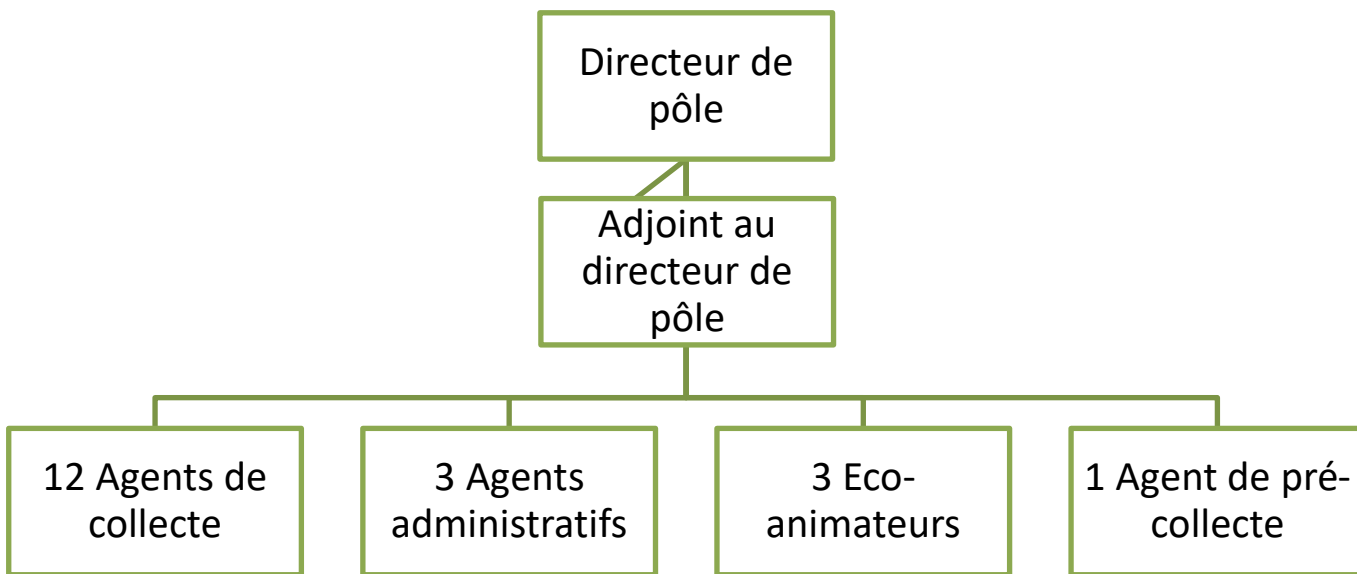 Directeur de
pôle
Adjoint au
directeur de
pôle
12 Agents de
collecte
3 Agents
administratifs
3 Eco-
animateurs
1 Agent de pré-
collecte